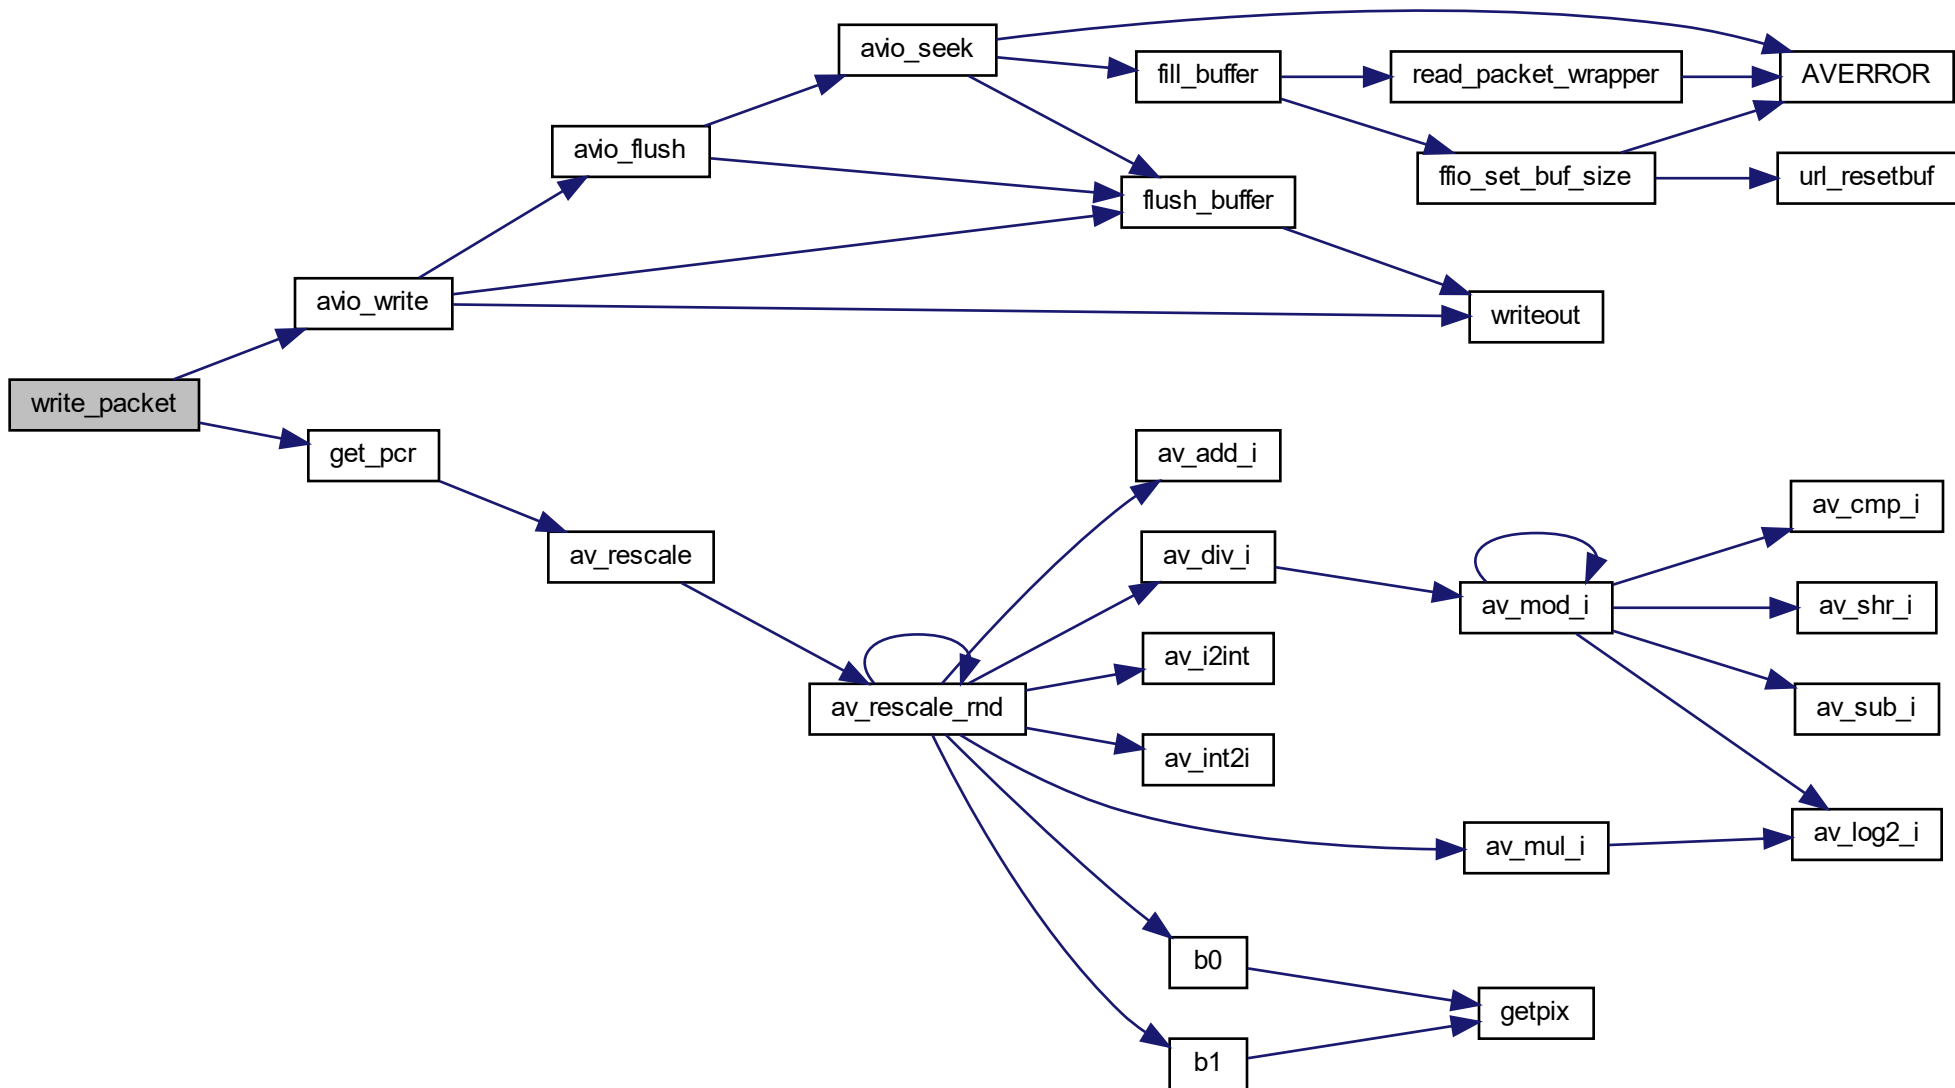 write_packet
avio_write
get_pcr
avio_flush
av_rescale
avio_seek
av_rescale_rnd
fill_buffer
flush_buffer
av_add_i
av_div_i
av_i2int
av_int2i
b0
b1
read_packet_wrapper
ffio_set_buf_size
writeout
av_mod_i
av_mul_i
getpix
AVERROR
url_resetbuf
av_cmp_i
av_shr_i
av_sub_i
av_log2_i